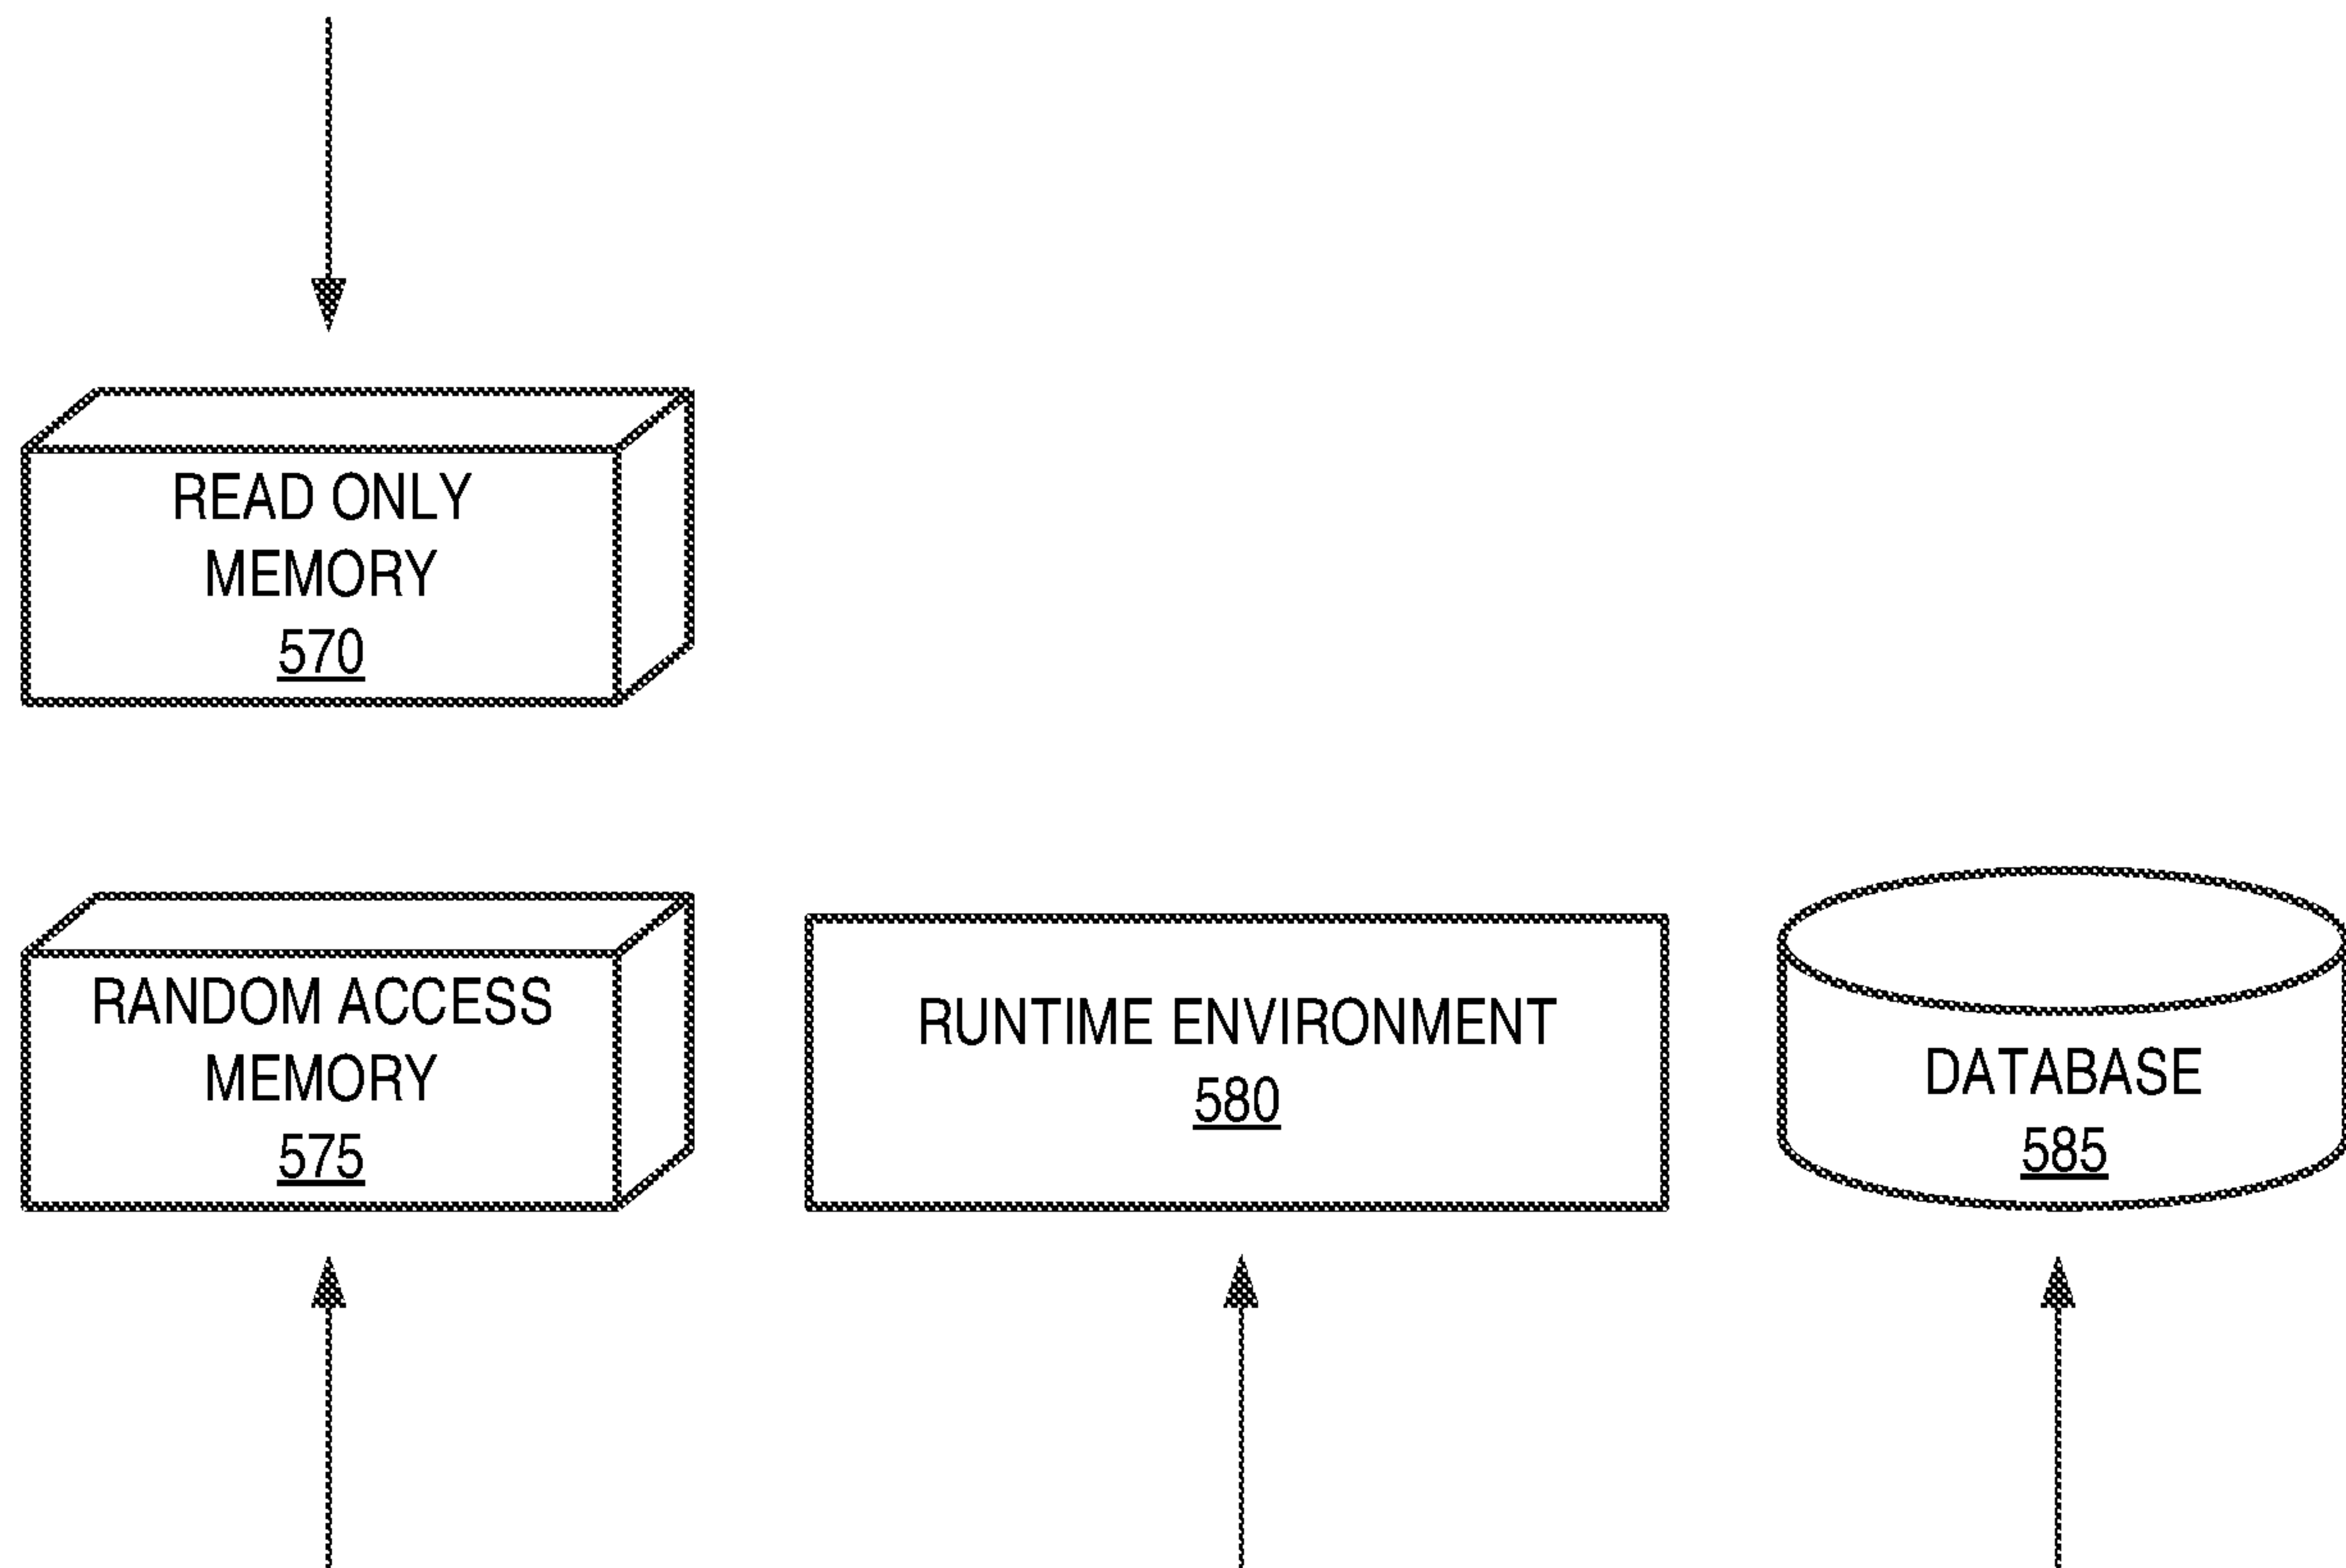 READ ONLY
MEMORY
570
RANDOM ACCESS
MEMORY
575
RUNTIME ENVIRONMENT
580
DATABASE
585